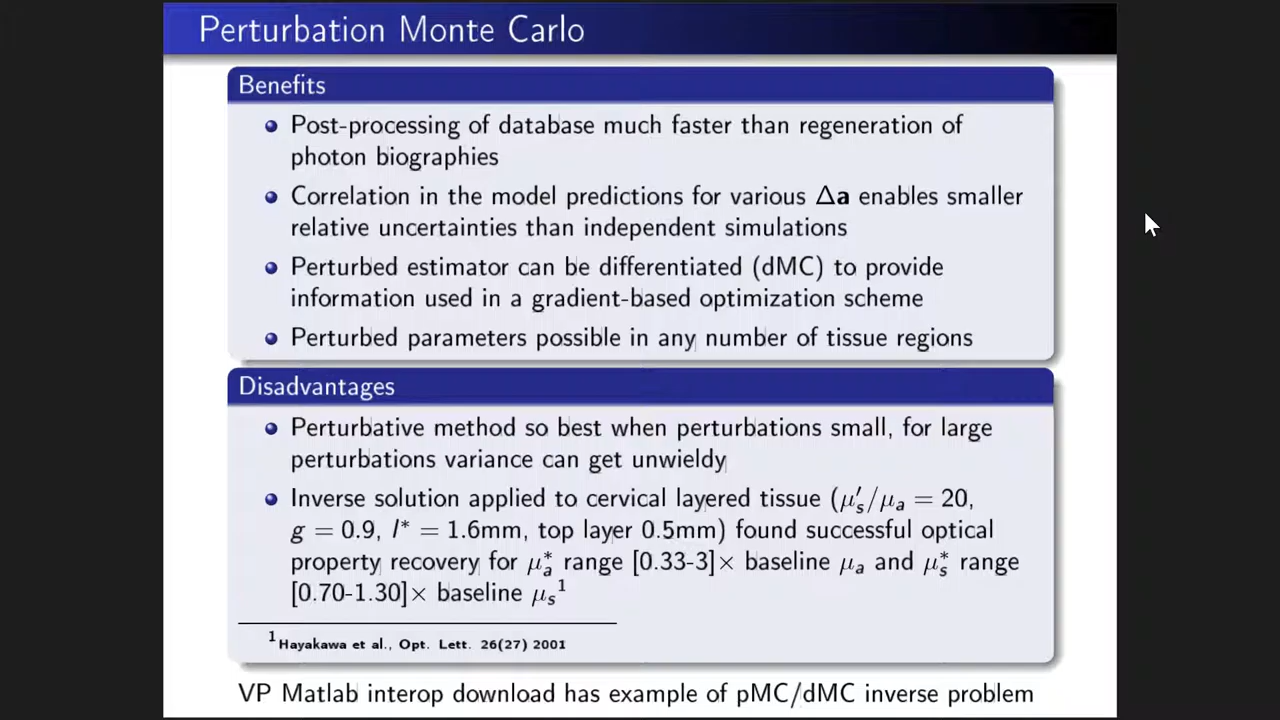 Perturbation Monte Carlo
Benefits
Post-processing of database much faster than regeneration of
photon biographies
Correlation in the model predictions for various Δa enables smaller
relative uncertainties than independent simulations
Perturbed estimator can be differentiated (dMC) to provide
information used in a gradient-based optimization scheme
Perturbed parameters possible in any number of tissue regions
Disadvantages
Perturbative method so best when perturbations small, for large
perturbations variance can get unwieldy
Inverse solution applied to cervical layered tissue (μ′ₛ/μₐ = 20,
g = 0.9, l* = 1.6mm, top layer 0.5mm) found successful optical
property recovery for μₐ* range [0.33-3]× baseline μₐ and μₛ* range
[0.70-1.30]× baseline μₛ¹
¹Hayakawa et al., Opt. Lett. 26(27) 2001
VP Matlab interop download has example of pMC/dMC inverse problem